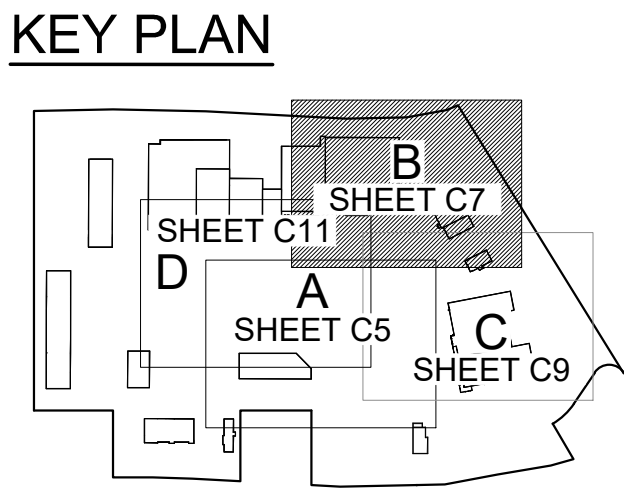 KEY PLAN
B
SHEET C7
SHEET C11
D
A
SHEET C5
C
SHEET C9